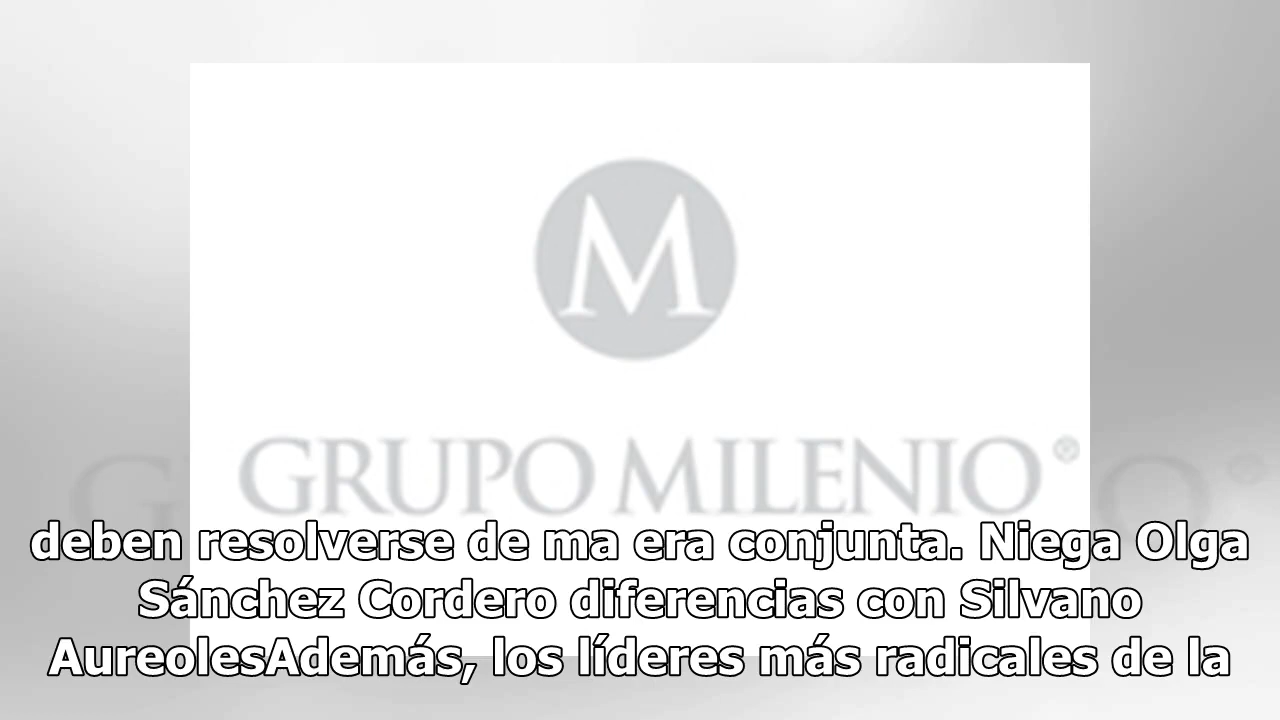 M
GRUPO MILENIO®
deben resolverse de ma era conjunta. Niega Olga
Sánchez Cordero diferencias con Silvano
AureolesAdemás, los líderes más radicales de la